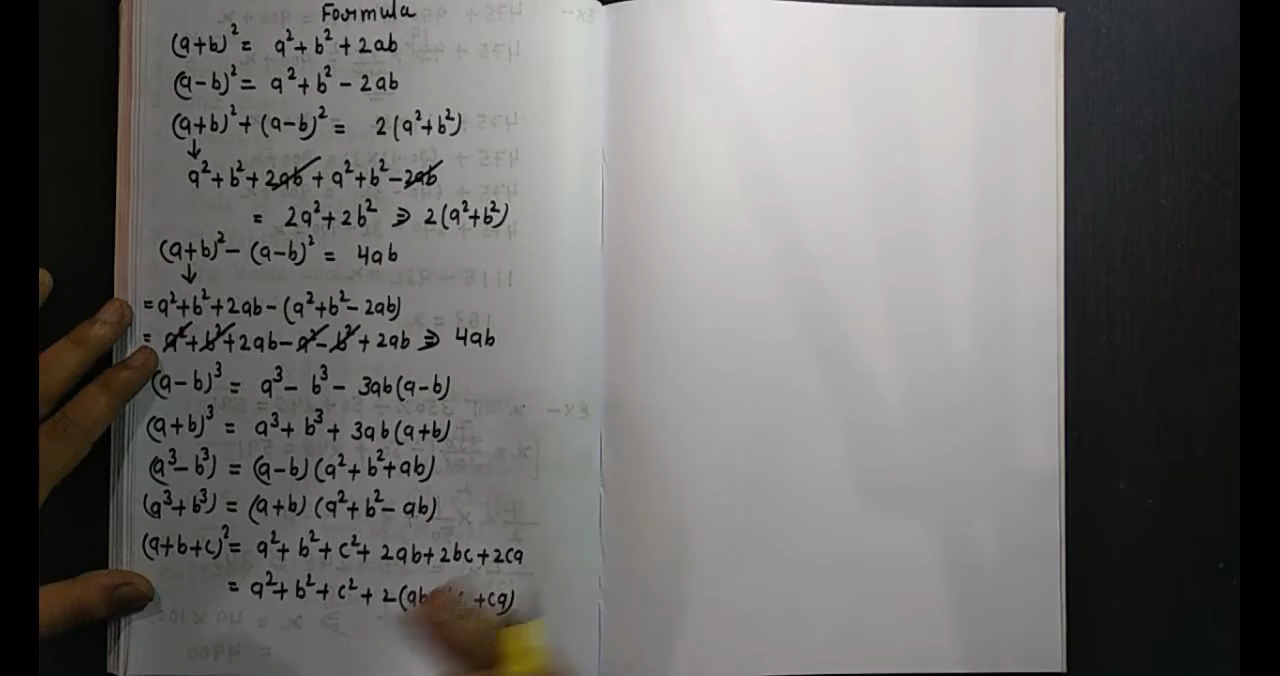 Formula
(a+b)² = a²+b²+2ab
(a-b)² = a²+b²-2ab
(a+b)²+(a-b)² = 2(a²+b²)
↓
a²+b²+2ab+a²+b²-2ab
= 2a²+2b² ⇒ 2(a²+b²)
(a+b)²-(a-b)² = 4ab
↓
=a²+b²+2ab-(a²+b²-2ab)
= a²+b²+2ab-a²-b²+2ab ⇒ 4ab
(a-b)³ = a³-b³-3ab(a-b)
(a+b)³ = a³+b³+3ab(a+b)
(a³-b³) = (a-b)(a²+b²+ab)
(a³+b³) = (a+b)(a²+b²-ab)
(a+b+c)² = a²+b²+c²+2ab+2bc+2ca
= a²+b²+c²+2(ab +ca)